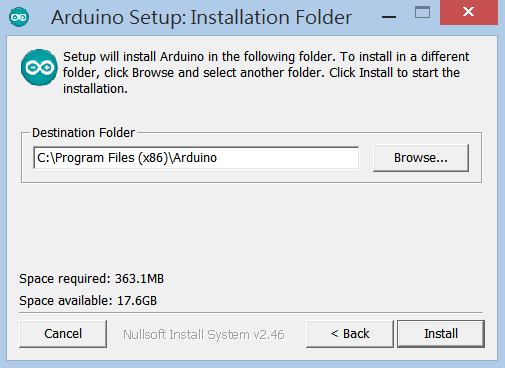 Arduino Setup: Installation Folder
Setup will install Arduino in the following folder. To install in a different
folder, click Browse and select another folder. Click Install to start the
installation.
Destination Folder
C:\Program Files (x86)\Arduino
Browse...
Space required: 363.1MB
Space available: 17.6GB
Cancel
Nullsoft Install System v2.46
< Back
Install